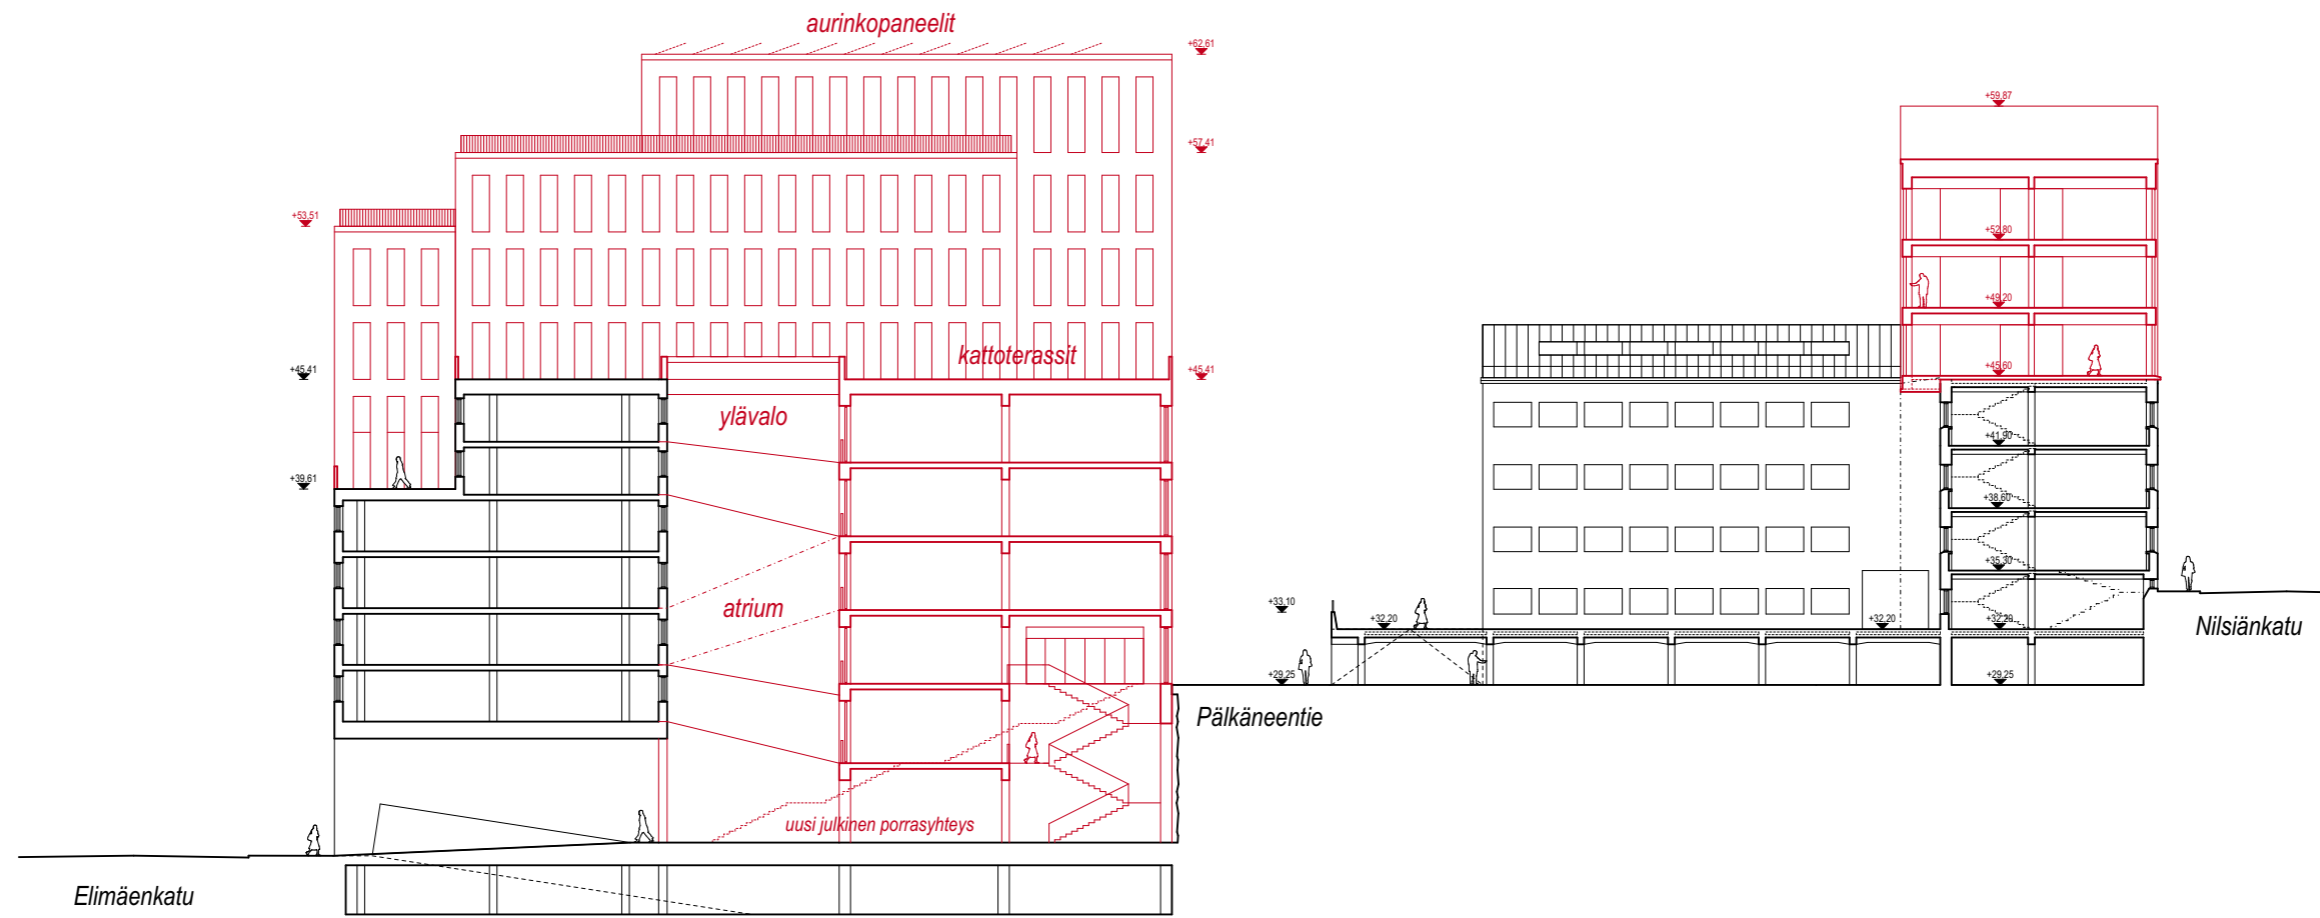 aurinkopaneelit
+62.61
+59.87
+57.41
+53.51
+52.80
+49.20
kattoterassit
+45.41
+45.41
+45.60
ylävalo
+41.90
+39.61
+38.60
+35.30
atrium
+33.10
+32.20
+32.20
+32.20
Nilsiänkatu
+29.25
+29.25
Pälkäneentie
uusi julkinen porrasyhteys
Elimäenkatu